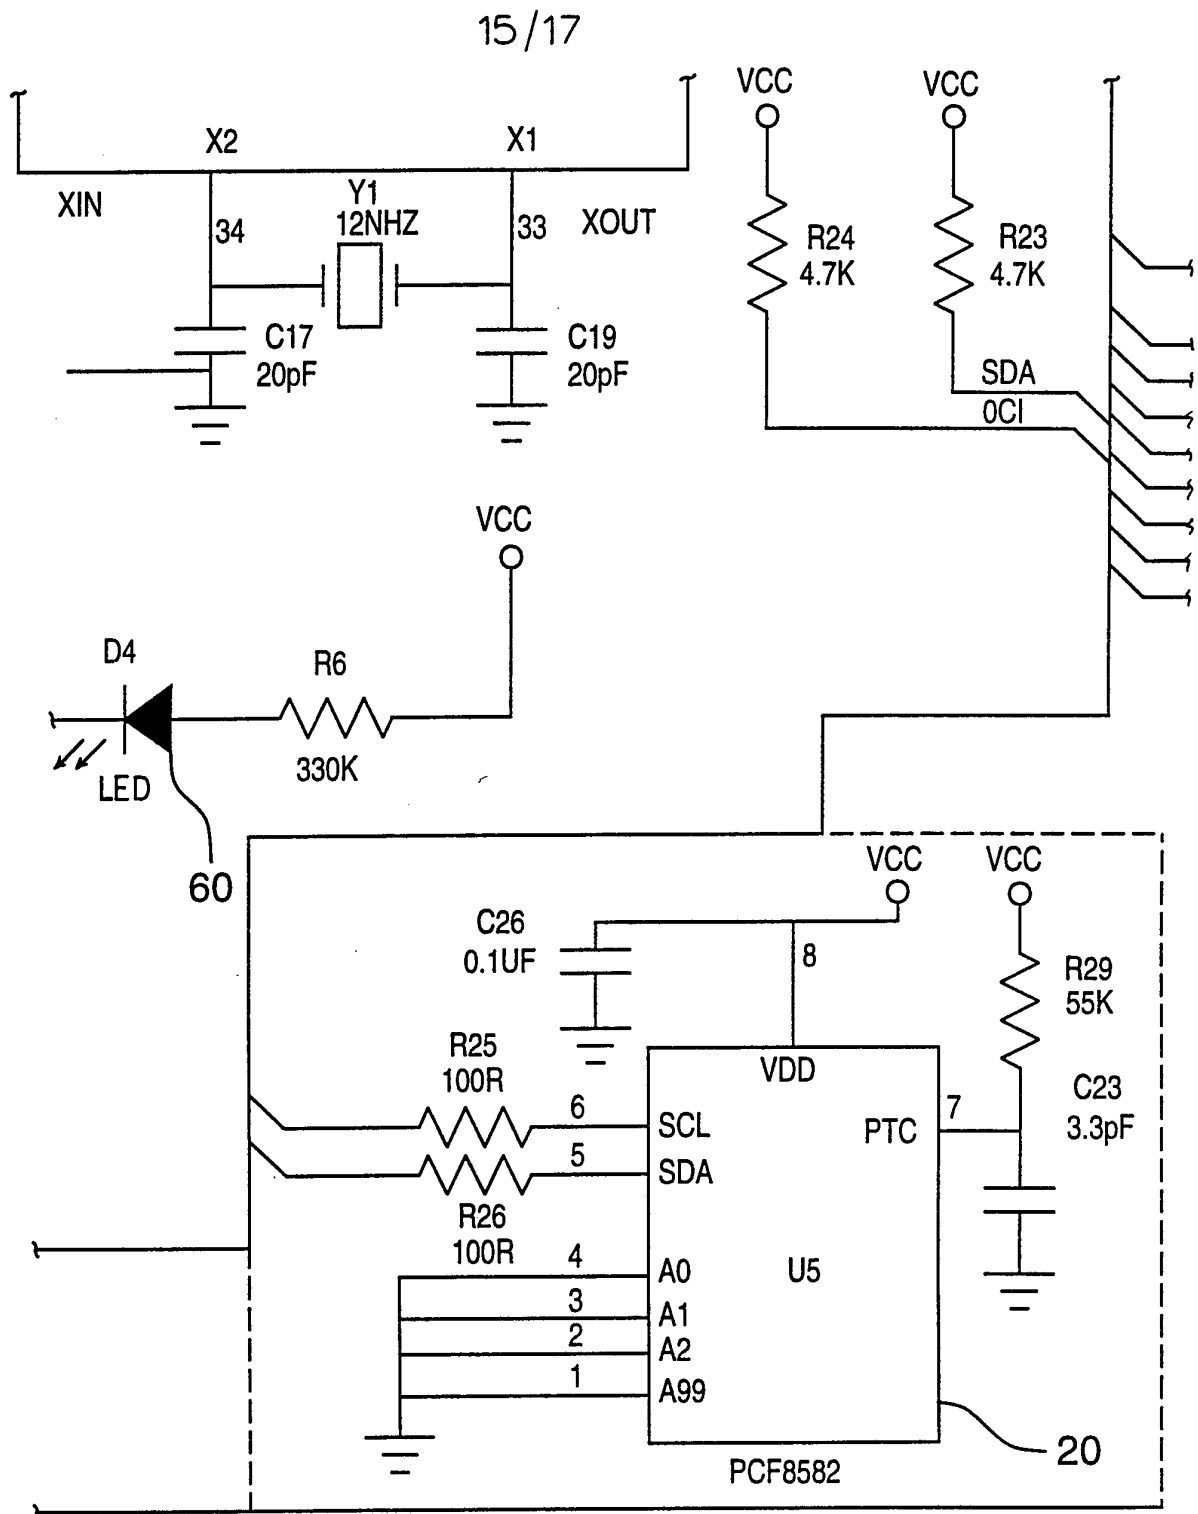 15/17
VCC
VCC
X2
X1
XIN
34
Y1
12NHZ
33
XOUT
R24
4.7K
R23
4.7K
C17
20pF
C19
20pF
SDA
0CI
VCC
D4
R6
330K
LED
60
VCC
VCC
C26
0.1UF
8
R29
55K
R25
100R
VDD
C23
3.3pF
6
SCL
PTC
7
5
SDA
R26
100R
4
A0
U5
3
A1
2
A2
1
A99
20
PCF8582